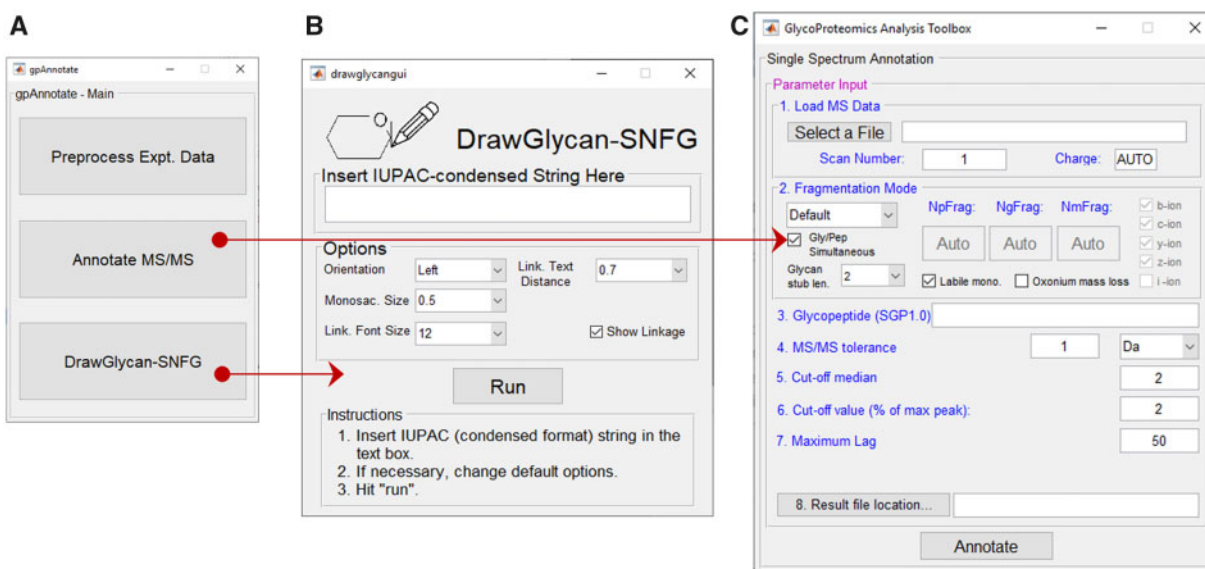 A
gpAnnotate
gpAnnotate - Main
Preprocess Expt. Data
Annotate MS/MS
DrawGlycan-SNFG
B
drawglycangui
DrawGlycan-SNFG
Insert IUPAC-condensed String Here
Options
Orientation Left Link. Text Distance 0.7
Monosac. Size 0.5
Link. Font Size 12 Show Linkage
Run
Instructions
1. Insert IUPAC (condensed format) string in the
text box.
2. If necessary, change default options.
3. Hit "run".
C
GlycoProteomics Analysis Toolbox
Single Spectrum Annotation
Parameter Input
1. Load MS Data
Select a File
Scan Number: 1 Charge: AUTO
2. Fragmentation Mode
Default NpFrag: NgFrag: NmFrag: b-ion
c-ion
Gly/Pep
Simultaneous
Auto Auto Auto y-ion
z-ion
Glycan
stub len. 2 Labile mono. Oxonium mass loss i-ion
3. Glycopeptide (SGP1.0)
4. MS/MS tolerance 1 Da
5. Cut-off median 2
6. Cut-off value (% of max peak): 2
7. Maximum Lag 50
8. Result file location...
Annotate